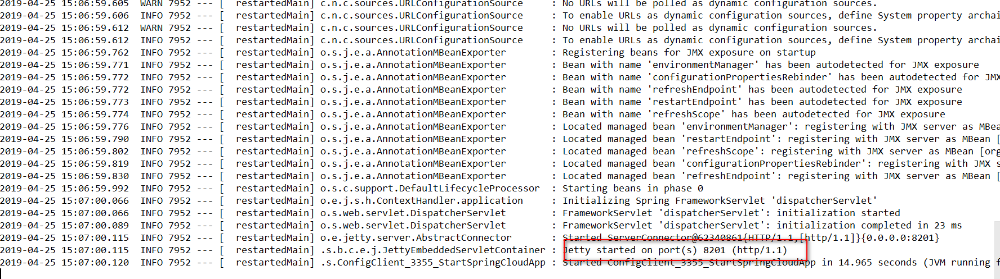 2019-04-25 15:06:59.605  WARN 7952 --- [  restartedMain] c.n.c.sources.URLConfigurationSource     : No URLs will be polled as dynamic configuration sources.
2019-04-25 15:06:59.606  INFO 7952 --- [  restartedMain] c.n.c.sources.URLConfigurationSource     : To enable URLs as dynamic configuration sources, define System property archai
2019-04-25 15:06:59.612  WARN 7952 --- [  restartedMain] c.n.c.sources.URLConfigurationSource     : No URLs will be polled as dynamic configuration sources.
2019-04-25 15:06:59.612  INFO 7952 --- [  restartedMain] c.n.c.sources.URLConfigurationSource     : To enable URLs as dynamic configuration sources, define System property archai
2019-04-25 15:06:59.762  INFO 7952 --- [  restartedMain] o.s.j.e.a.AnnotationMBeanExporter        : Registering beans for JMX exposure on startup
2019-04-25 15:06:59.771  INFO 7952 --- [  restartedMain] o.s.j.e.a.AnnotationMBeanExporter        : Bean with name 'environmentManager' has been autodetected for JMX exposure
2019-04-25 15:06:59.772  INFO 7952 --- [  restartedMain] o.s.j.e.a.AnnotationMBeanExporter        : Bean with name 'configurationPropertiesRebinder' has been autodetected for JMX
2019-04-25 15:06:59.772  INFO 7952 --- [  restartedMain] o.s.j.e.a.AnnotationMBeanExporter        : Bean with name 'refreshEndpoint' has been autodetected for JMX exposure
2019-04-25 15:06:59.773  INFO 7952 --- [  restartedMain] o.s.j.e.a.AnnotationMBeanExporter        : Bean with name 'restartEndpoint' has been autodetected for JMX exposure
2019-04-25 15:06:59.774  INFO 7952 --- [  restartedMain] o.s.j.e.a.AnnotationMBeanExporter        : Bean with name 'refreshScope' has been autodetected for JMX exposure
2019-04-25 15:06:59.776  INFO 7952 --- [  restartedMain] o.s.j.e.a.AnnotationMBeanExporter        : Located managed bean 'environmentManager': registering with JMX server as MBea
2019-04-25 15:06:59.790  INFO 7952 --- [  restartedMain] o.s.j.e.a.AnnotationMBeanExporter        : Located managed bean 'restartEndpoint': registering with JMX server as MBean [
2019-04-25 15:06:59.802  INFO 7952 --- [  restartedMain] o.s.j.e.a.AnnotationMBeanExporter        : Located managed bean 'refreshScope': registering with JMX server as MBean [org
2019-04-25 15:06:59.819  INFO 7952 --- [  restartedMain] o.s.j.e.a.AnnotationMBeanExporter        : Located managed bean 'configurationPropertiesRebinder': registering with JMX s
2019-04-25 15:06:59.830  INFO 7952 --- [  restartedMain] o.s.j.e.a.AnnotationMBeanExporter        : Located managed bean 'refreshEndpoint': registering with JMX server as MBean [
2019-04-25 15:06:59.992  INFO 7952 --- [  restartedMain] o.s.c.support.DefaultLifecycleProcessor  : Starting beans in phase 0
2019-04-25 15:07:00.066  INFO 7952 --- [  restartedMain] o.e.j.s.h.ContextHandler.application     : Initializing Spring FrameworkServlet 'dispatcherServlet'
2019-04-25 15:07:00.066  INFO 7952 --- [  restartedMain] o.s.web.servlet.DispatcherServlet        : FrameworkServlet 'dispatcherServlet': initialization started
2019-04-25 15:07:00.089  INFO 7952 --- [  restartedMain] o.s.web.servlet.DispatcherServlet        : FrameworkServlet 'dispatcherServlet': initialization completed in 23 ms
2019-04-25 15:07:00.115  INFO 7952 --- [  restartedMain] o.e.jetty.server.AbstractConnector       : Started ServerConnector@62340861{HTTP/1.1,[http/1.1]}{0.0.0.0:8201}
2019-04-25 15:07:00.115  INFO 7952 --- [  restartedMain] .s.b.c.e.j.JettyEmbeddedServletContainer : Jetty started on port(s) 8201 (http/1.1)
2019-04-25 15:07:00.120  INFO 7952 --- [  restartedMain] .s.ConfigClient_3355_StartSpringCloudApp : Started ConfigClient_3355_StartSpringCloudApp in 14.965 seconds (JVM running f